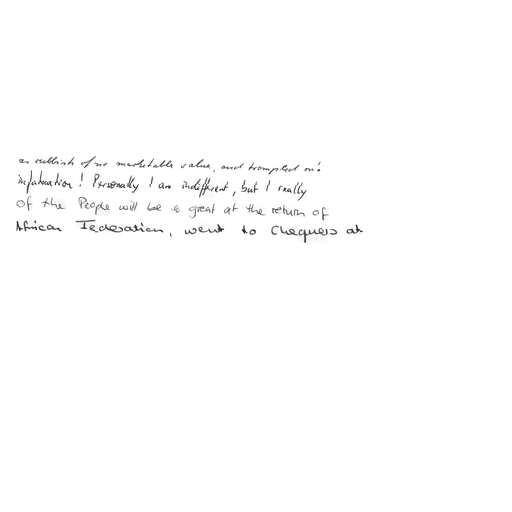 as rubbish of no marketable value, and trampled on!
infatuation! Personally I am indifferent, but I really
of the People will be so great at the return of
African Federation, went to Chequers at